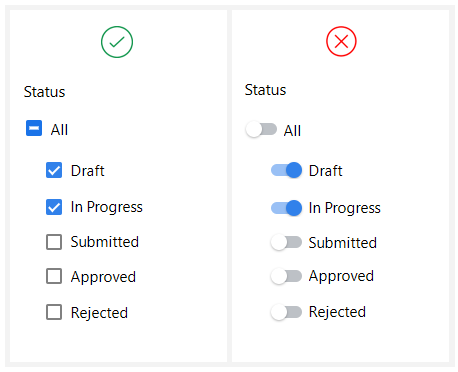 Status
All
Draft
In Progress
Submitted
Approved
Rejected
Status
All
Draft
In Progress
Submitted
Approved
Rejected